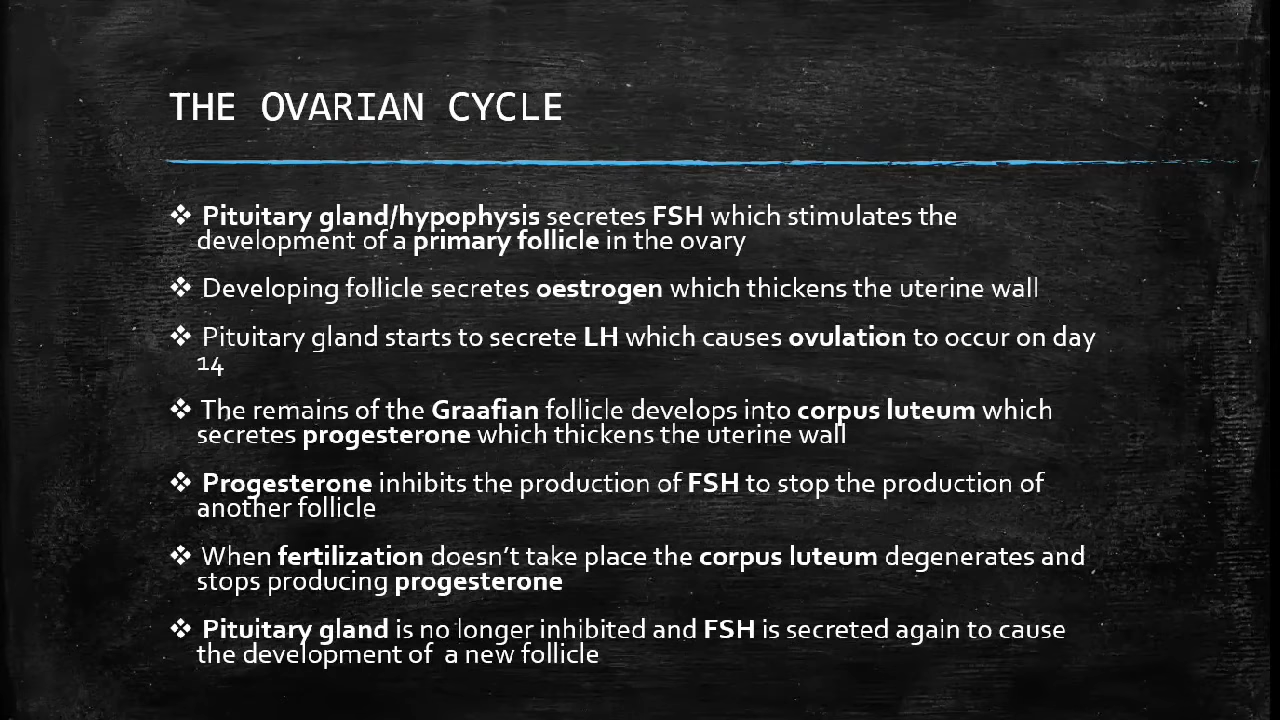 THE OVARIAN CYCLE
❖ Pituitary gland/hypophysis secretes FSH which stimulates the
development of a primary follicle in the ovary
❖ Developing follicle secretes oestrogen which thickens the uterine wall
❖ Pituitary gland starts to secrete LH which causes ovulation to occur on day
14
❖ The remains of the Graafian follicle develops into corpus luteum which
secretes progesterone which thickens the uterine wall
❖ Progesterone inhibits the production of FSH to stop the production of
another follicle
❖ When fertilization doesn’t take place the corpus luteum degenerates and
stops producing progesterone
❖ Pituitary gland is no longer inhibited and FSH is secreted again to cause
the development of a new follicle